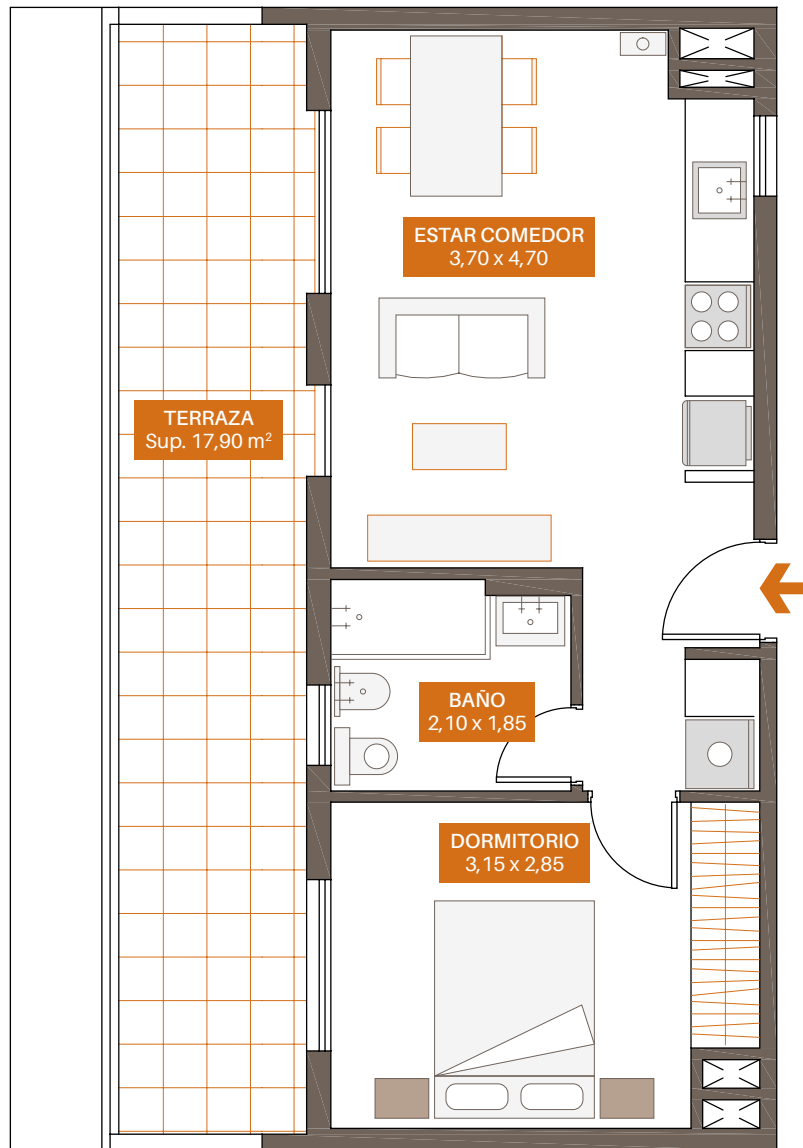 ESTAR COMEDOR
3,70 x 4,70
TERRAZA
Sup. 17,90 m²
BAÑO
2,10 x 1,85
DORMITORIO
3,15 x 2,85